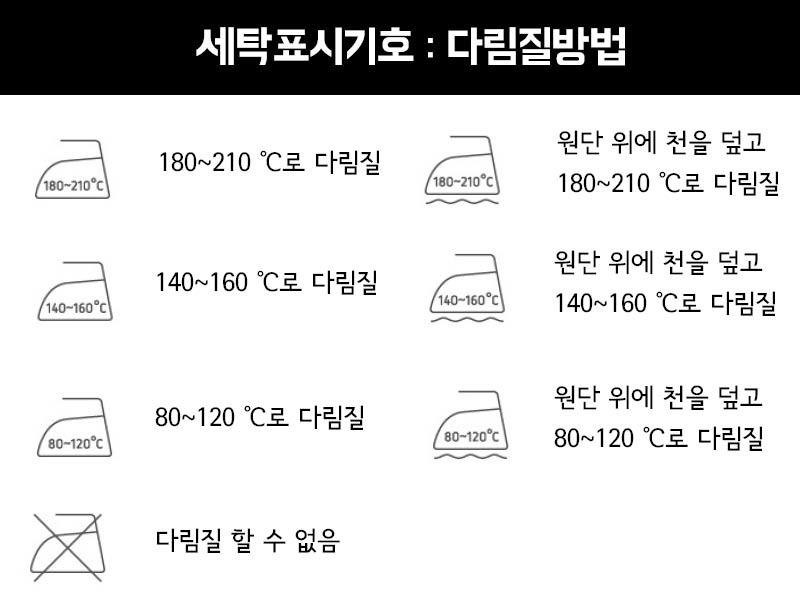 세탁표시기호 : 다림질방법
180~210℃
180~210 ℃로 다림질
180~210℃
원단 위에 천을 덮고
180~210 ℃로 다림질
140~160℃
140~160 ℃로 다림질
140~160℃
원단 위에 천을 덮고
140~160 ℃로 다림질
80~120℃
80~120 ℃로 다림질
80~120℃
원단 위에 천을 덮고
80~120 ℃로 다림질
다림질 할 수 없음